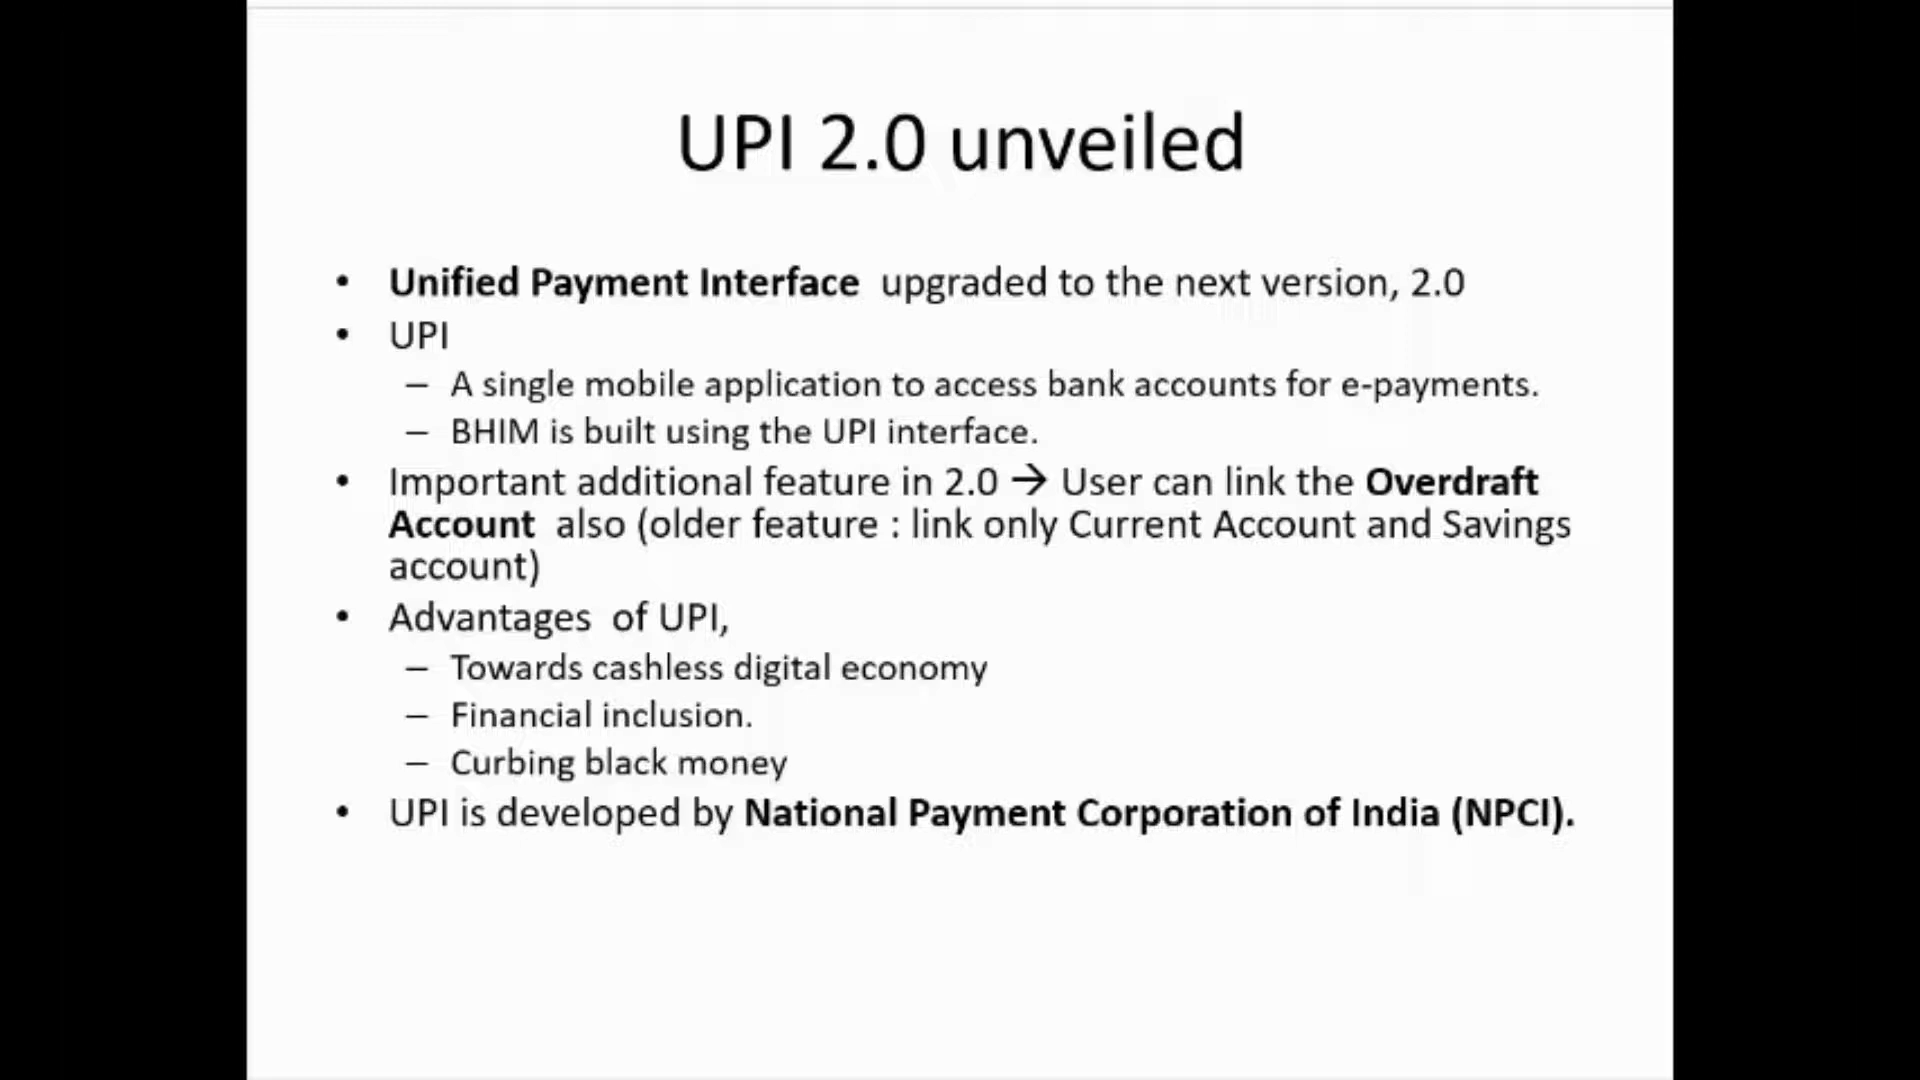 UPI 2.0 unveiled
• Unified Payment Interface upgraded to the next version, 2.0
• UPI
– A single mobile application to access bank accounts for e-payments.
– BHIM is built using the UPI interface.
• Important additional feature in 2.0 → User can link the Overdraft
Account also (older feature : link only Current Account and Savings
account)
• Advantages of UPI,
– Towards cashless digital economy
– Financial inclusion.
– Curbing black money
• UPI is developed by National Payment Corporation of India (NPCI).